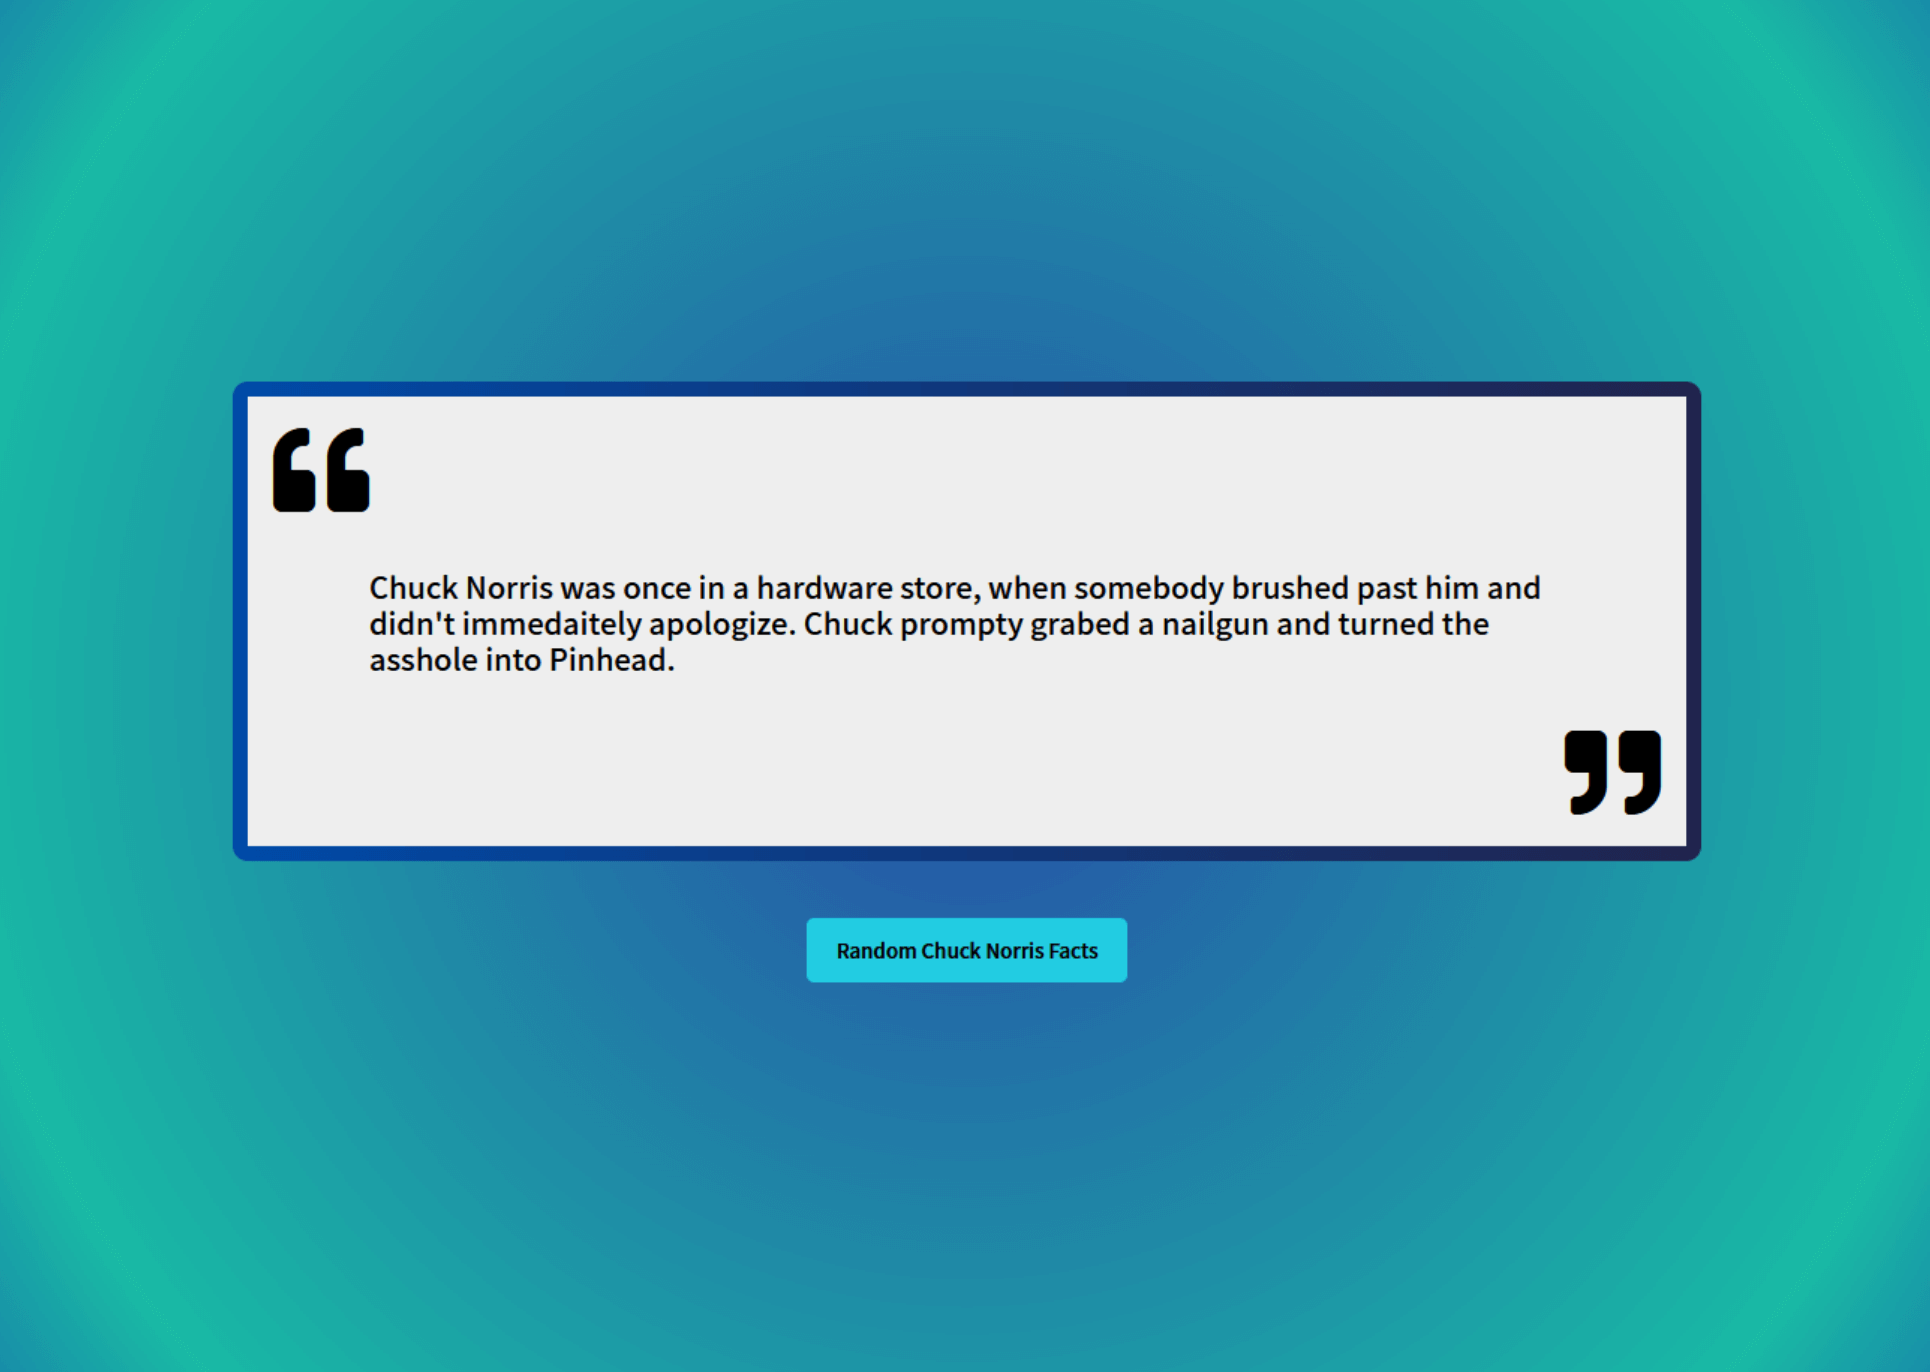 Chuck Norris was once in a hardware store, when somebody brushed past him and
didn't immedaitely apologize. Chuck prompty grabed a nailgun and turned the
asshole into Pinhead.
Random Chuck Norris Facts